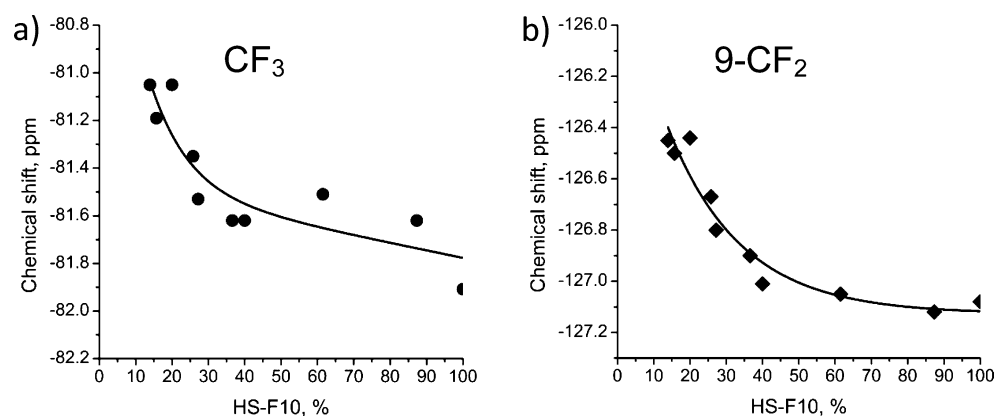 a)
CF₃
Chemical shift, ppm
-80.8
-81.0
-81.2
-81.4
-81.6
-81.8
-82.0
-82.2
0 10 20 30 40 50 60 70 80 90 100
HS-F10, %
b)
9-CF₂
Chemical shift, ppm
-126.0
-126.2
-126.4
-126.6
-126.8
-127.0
-127.2
0 10 20 30 40 50 60 70 80 90 100
HS-F10, %